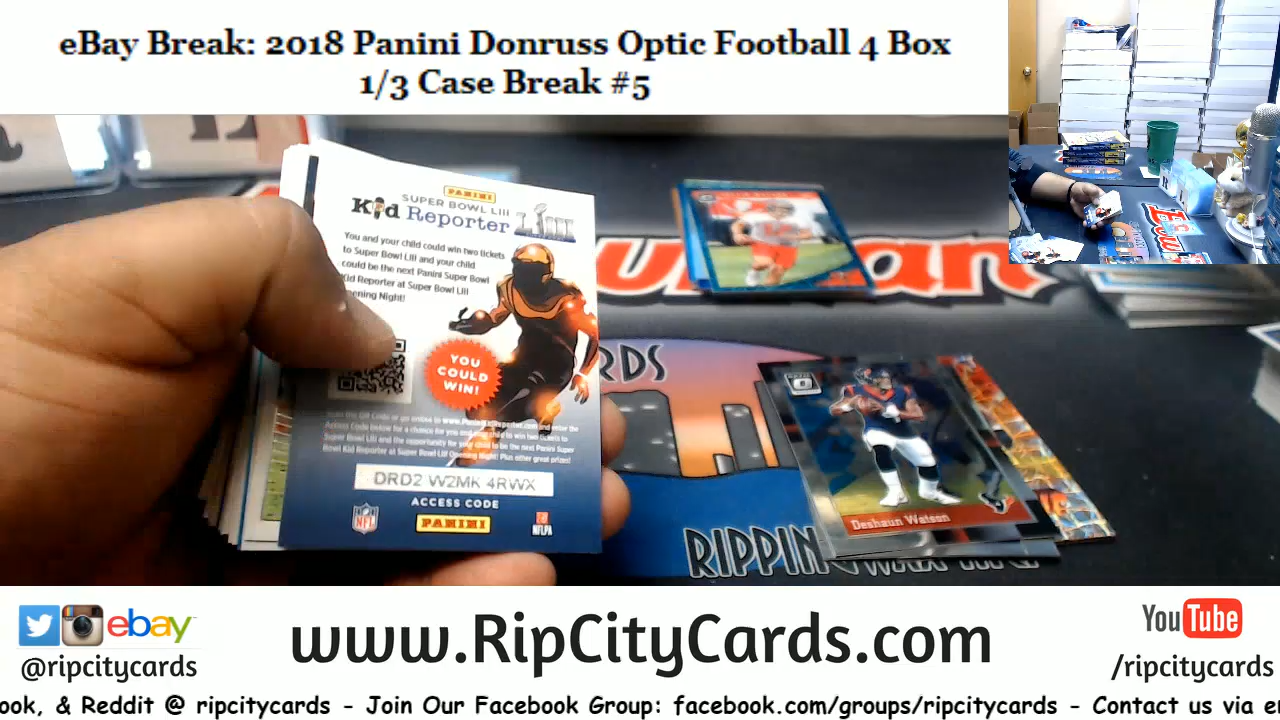 eBay Break: 2018 Panini Donruss Optic Football 4 Box
1/3 Case Break #5
PANINI
SUPER BOWL LIII
Kid Reporter
LIII
You and your child could win two tickets
to Super Bowl LIII and your child
could be the next Panini Super Bowl
Kid Reporter at Super Bowl LIII
Opening Night!
YOU
COULD
WIN!
DRD2 W2MK 4RWX
ACCESS CODE
NFL
PANINI
NFLPA
RDS
RIPPIN
Deshaun Watson
ebay
@ripcitycards
www.RipCityCards.com
YouTube
/ripcitycards
ook, & Reddit @ ripcitycards - Join Our Facebook Group: facebook.com/groups/ripcitycards - Contact us via e